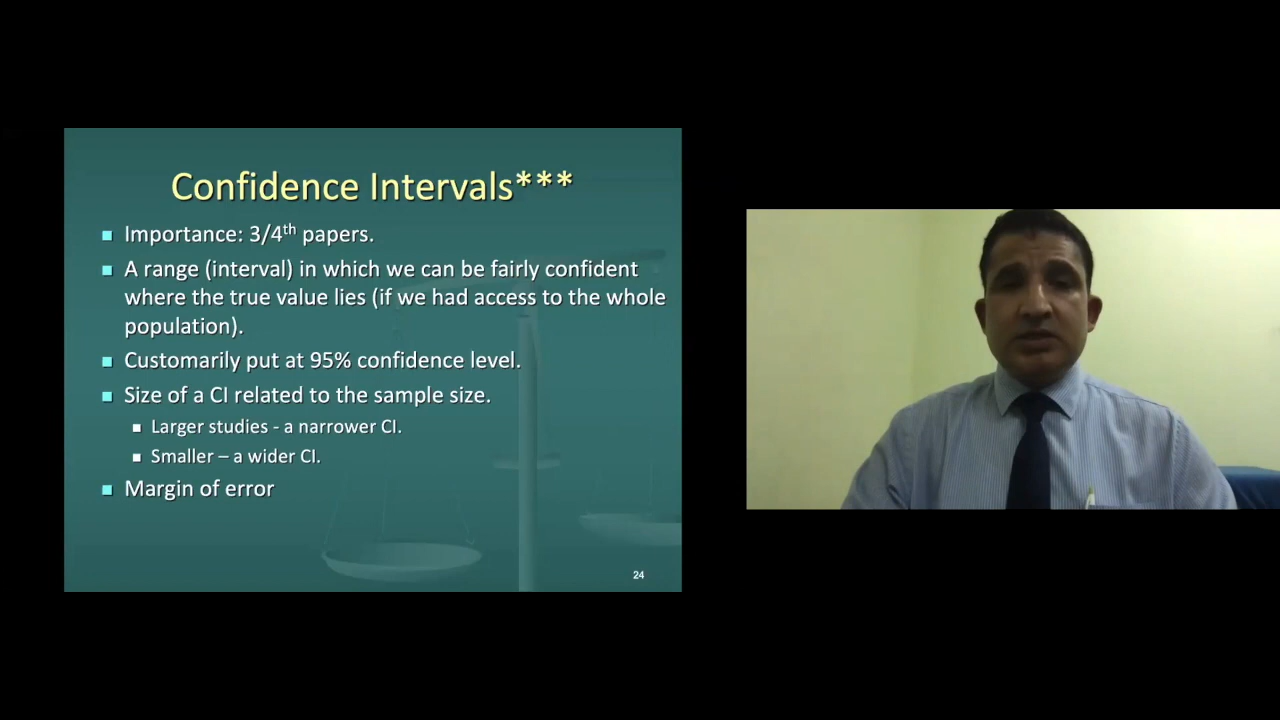 Confidence Intervals***
Importance: 3/4th papers.
A range (interval) in which we can be fairly confident
where the true value lies (if we had access to the whole
population).
Customarily put at 95% confidence level.
Size of a CI related to the sample size.
Larger studies - a narrower CI.
Smaller – a wider CI.
Margin of error
24